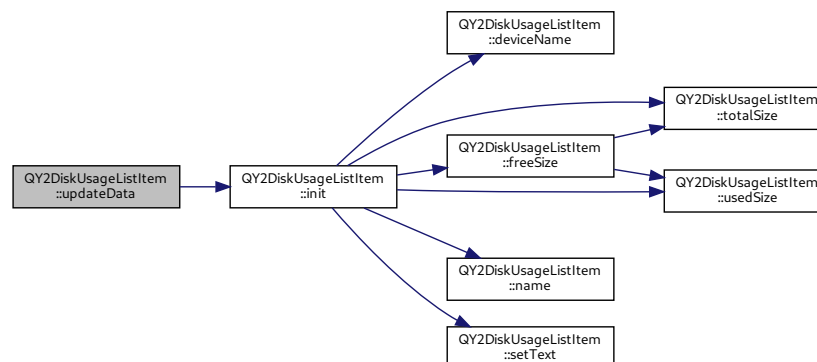 QY2DiskUsageListItem
::updateData
QY2DiskUsageListItem
::init
QY2DiskUsageListItem
::deviceName
QY2DiskUsageListItem
::freeSize
QY2DiskUsageListItem
::totalSize
QY2DiskUsageListItem
::usedSize
QY2DiskUsageListItem
::name
QY2DiskUsageListItem
::setText